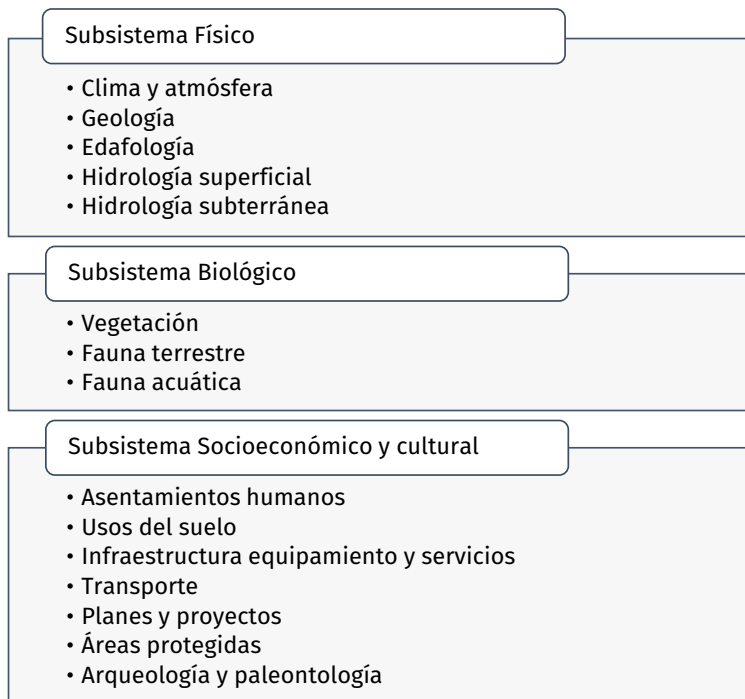 Subsistema Físico
• Clima y atmósfera
• Geología
• Edafología
• Hidrología superficial
• Hidrología subterránea
Subsistema Biológico
• Vegetación
• Fauna terrestre
• Fauna acuática
Subsistema Socioeconómico y cultural
• Asentamientos humanos
• Usos del suelo
• Infraestructura equipamiento y servicios
• Transporte
• Planes y proyectos
• Áreas protegidas
• Arqueología y paleontología